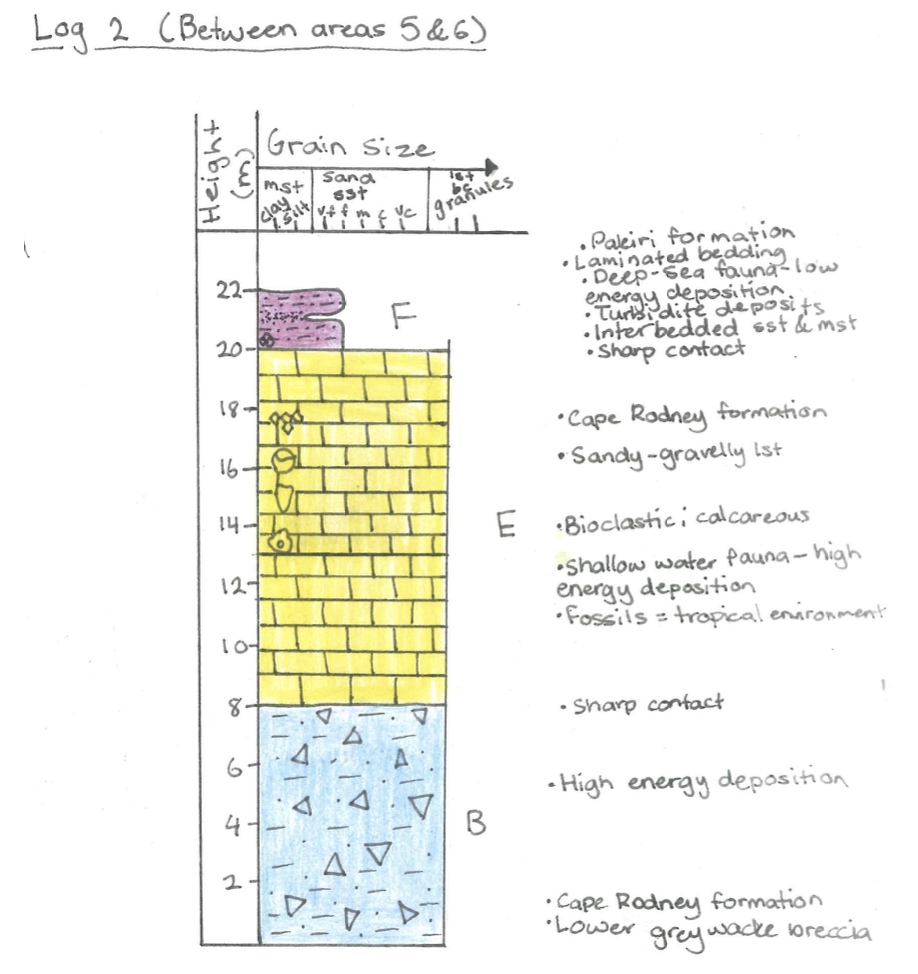 Log 2 (Between areas 5 & 6)
Height (m)
Grain Size
mst
clay
silt
sand
sst
vf f m c vc
lst
bc
granules
22
20
18
16
14
12
10
8
6
4
2
F
E
B
• Pakiri formation
• Laminated bedding
• Deep-sea fauna-low
energy deposition
• Turbidite deposits
• Interbedded sst & mst
• Sharp contact
• Cape Rodney formation
• Sandy-gravelly lst
• Bioclastic; calcareous
• Shallow water fauna - high
energy deposition
• Fossils = tropical environment
• Sharp contact
• High energy deposition
• Cape Rodney formation
• Lower greywacke breccia